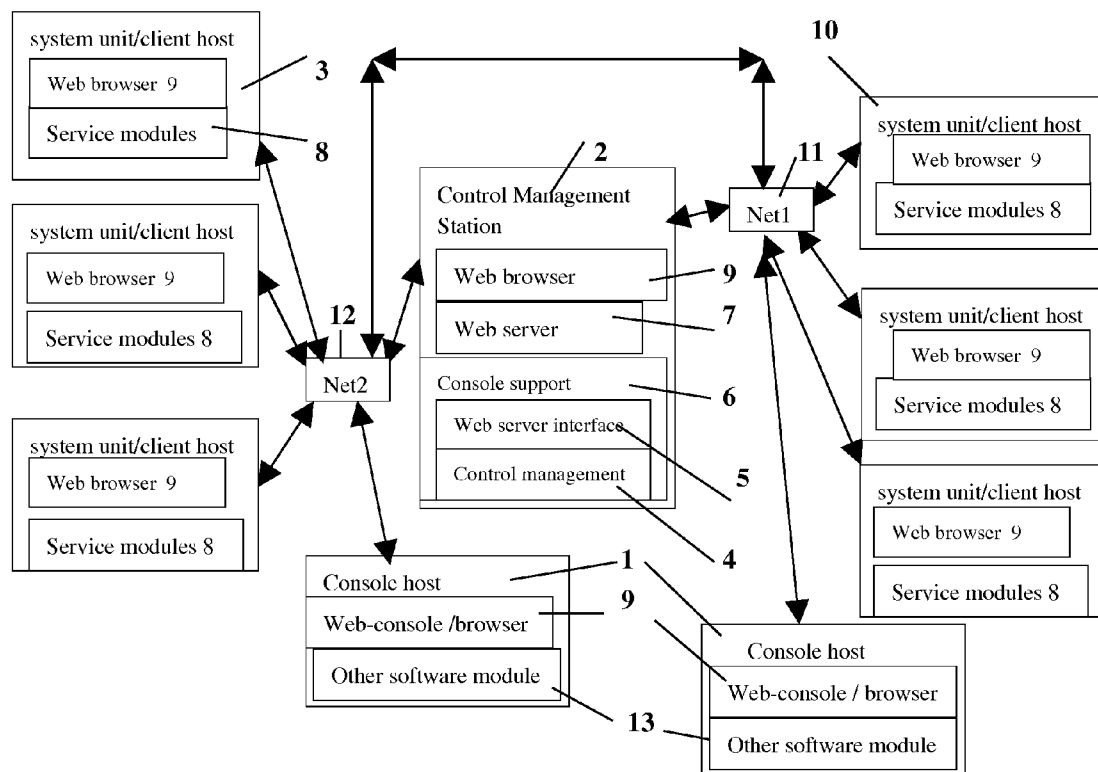 system unit/client host
Web browser 9
Service modules
3
8
system unit/client host
Web browser 9
Service modules 8
system unit/client host
Web browser 9
Service modules 8
12
Net2
2
Control Management
Station
Web browser
9
Web server
7
Console support
6
Web server interface
5
Control management
4
11
Net1
10
system unit/client host
Web browser 9
Service modules 8
system unit/client host
Web browser 9
Service modules 8
system unit/client host
Web browser 9
Service modules 8
Console host
1
Web-console /browser
9
Other software module
13
Console host
Web-console / browser
Other software module